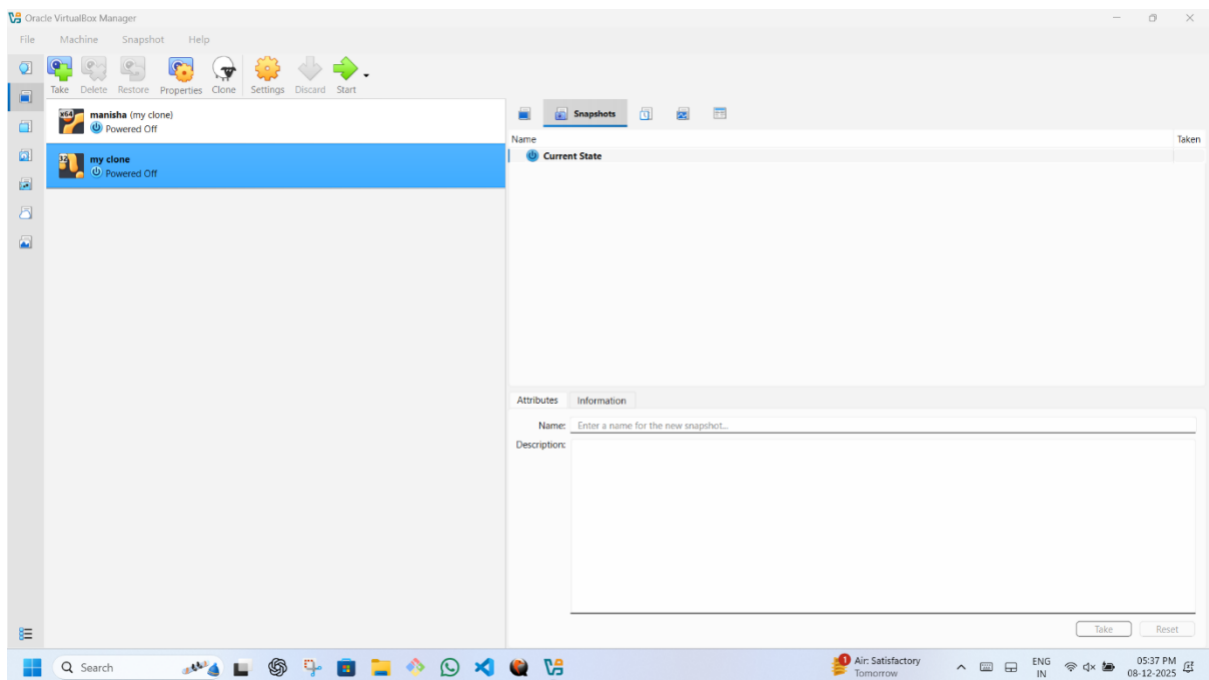 Oracle VirtualBox Manager
File Machine Snapshot Help
Take Delete Restore Properties Clone Settings Discard Start
manisha (my clone)
Powered Off
my clone
Powered Off
Snapshots
Name Taken
Current State
Attributes Information
Name: Enter a name for the new snapshot...
Description:
Take Reset
Search
1
Air: Satisfactory
Tomorrow
ENG
IN
05:37 PM
08-12-2025